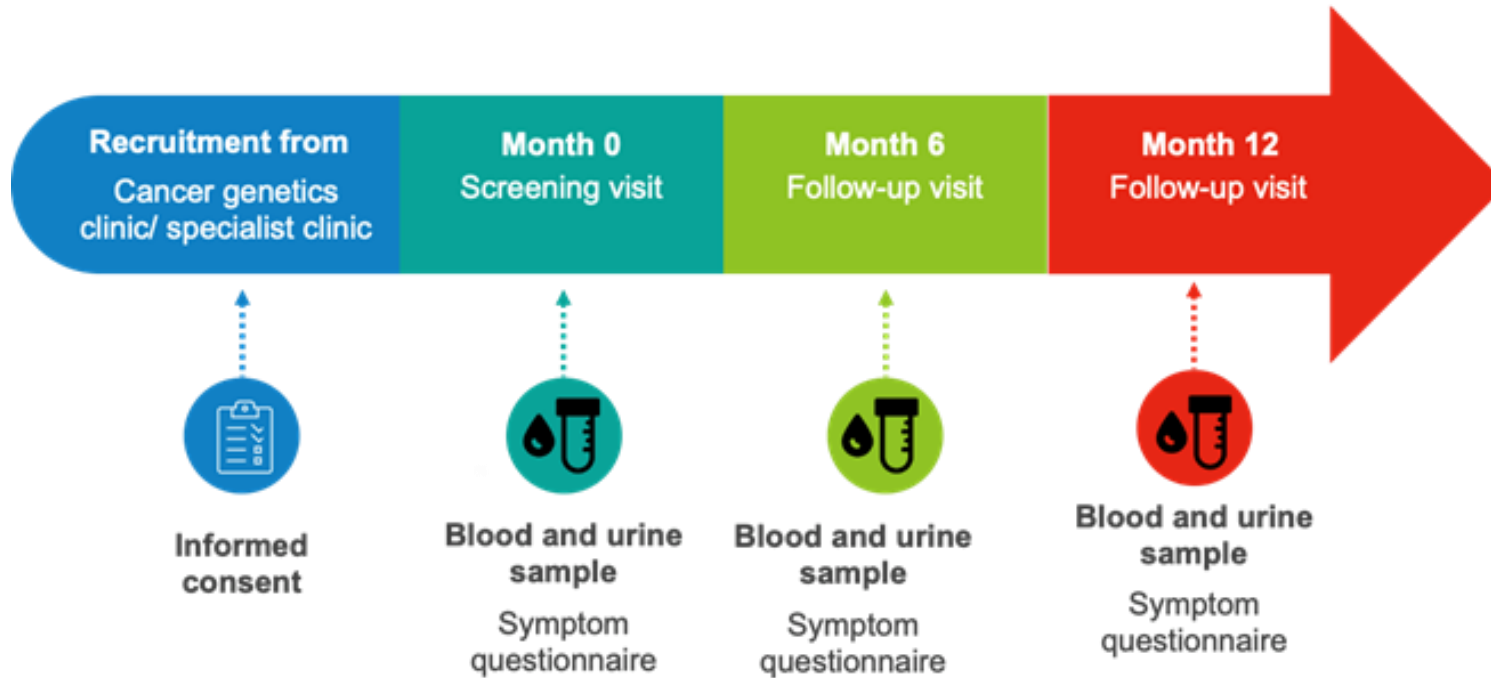 Recruitment from
Cancer genetics
clinic/ specialist clinic
Month 0
Screening visit
Month 6
Follow-up visit
Month 12
Follow-up visit
Informed
consent
Blood and urine
sample
Symptom
questionnaire
Blood and urine
sample
Symptom
questionnaire
Blood and urine
sample
Symptom
questionnaire